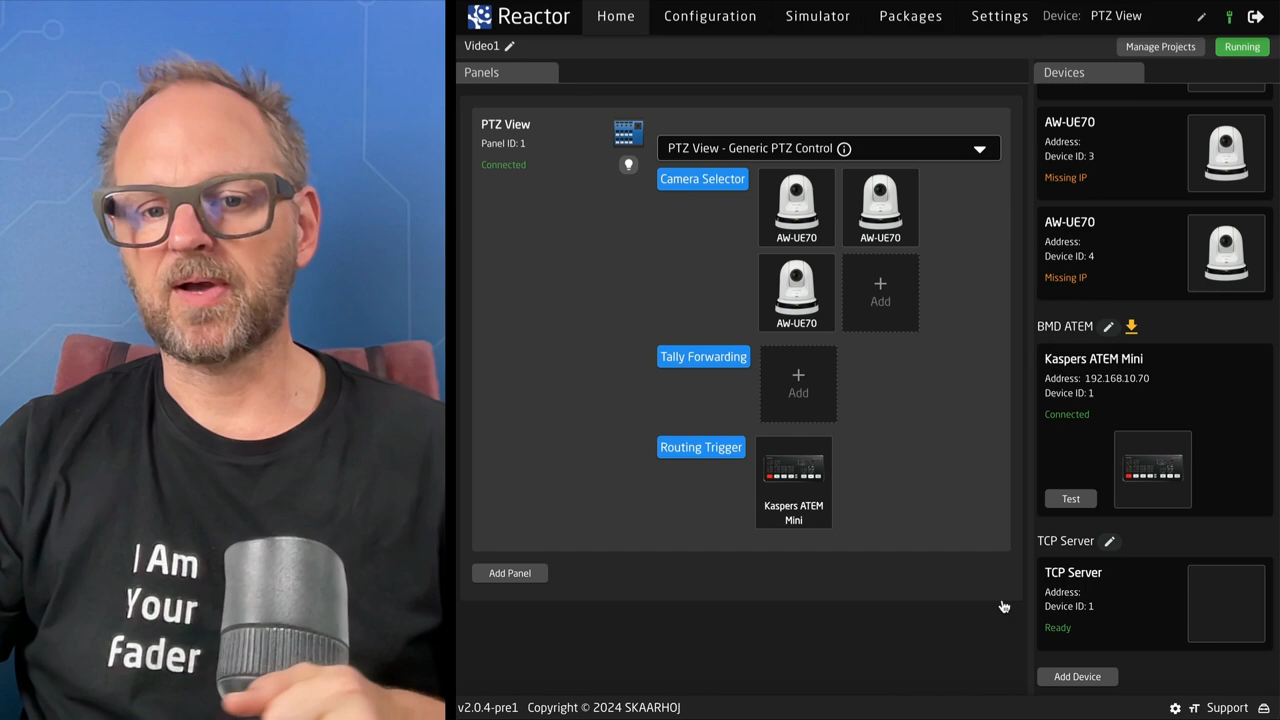 I Am
Your
Fader
Reactor
Home
Configuration
Simulator
Packages
Settings
Device: PTZ View
Video1
Manage Projects
Running
Panels
PTZ View
Panel ID: 1
Connected
PTZ View - Generic PTZ Control
Camera Selector
AW-UE70
AW-UE70
AW-UE70
Add
Tally Forwarding
Add
Routing Trigger
Kaspers ATEM
Mini
Add Panel
Devices
AW-UE70
Address:
Device ID: 3
Missing IP
AW-UE70
Address:
Device ID: 4
Missing IP
BMD ATEM
Kaspers ATEM Mini
Address: 192.168.10.70
Device ID: 1
Connected
Test
TCP Server
TCP Server
Address:
Device ID: 1
Ready
Add Device
v2.0.4-pre1 Copyright © 2024 SKAARHOJ
Support